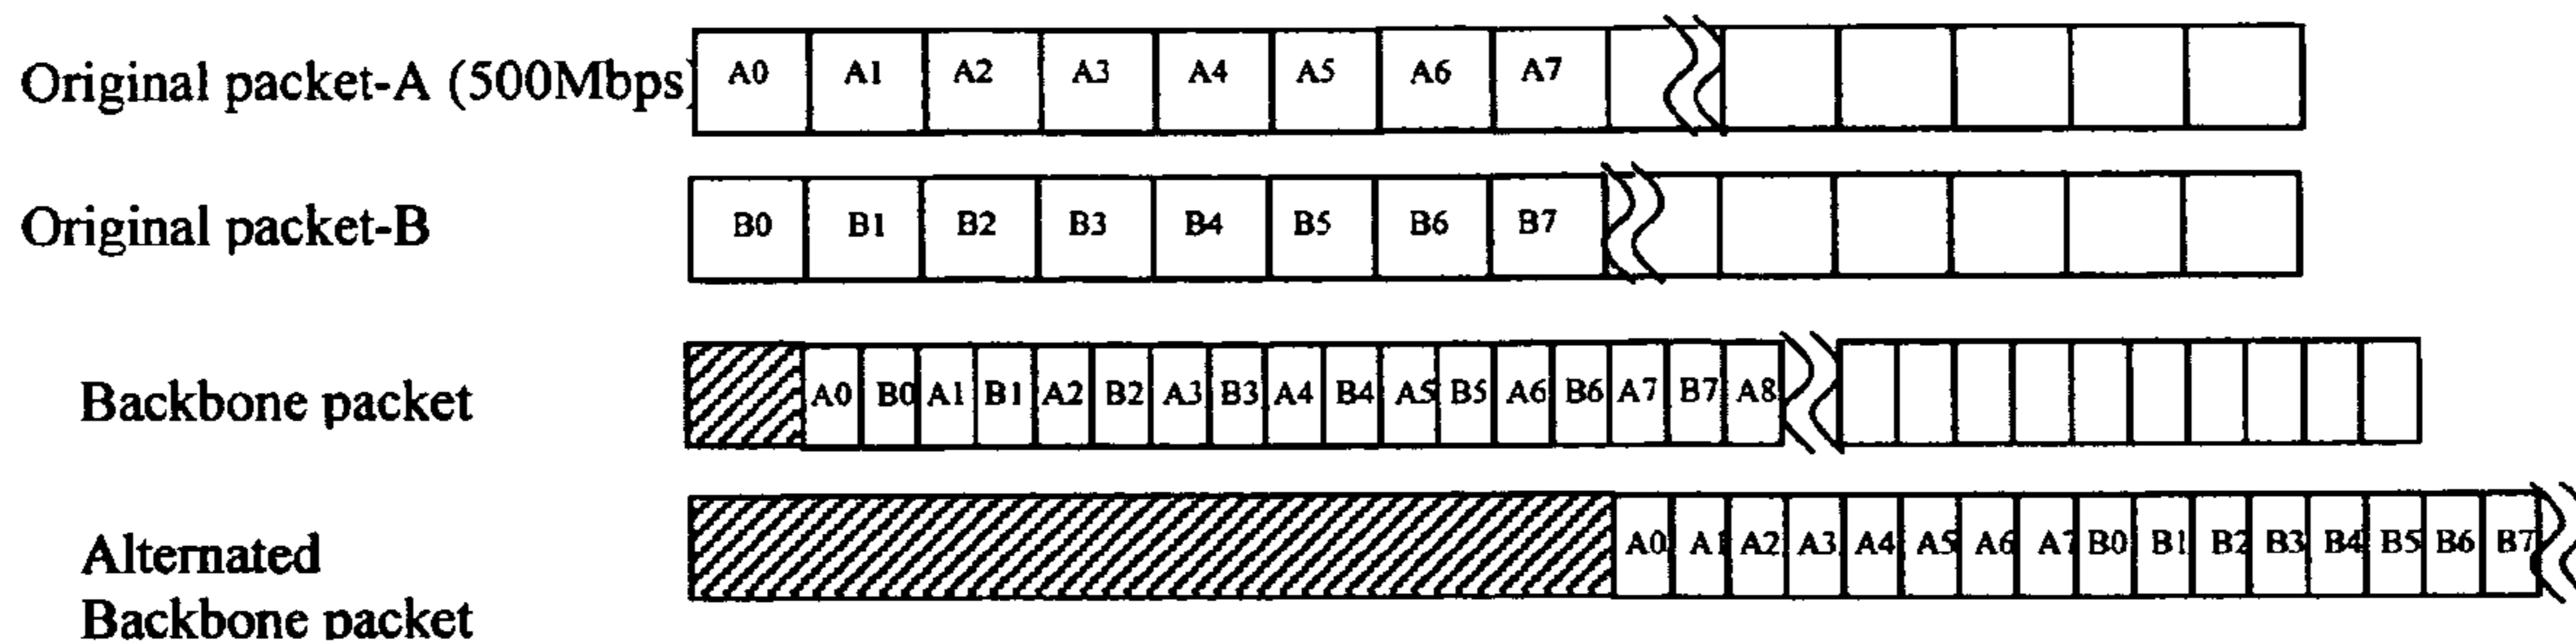 Original packet-A (500Mbps)
A0 A1 A2 A3 A4 A5 A6 A7
Original packet-B
B0 B1 B2 B3 B4 B5 B6 B7
Backbone packet
A0 B0 A1 B1 A2 B2 A3 B3 A4 B4 A5 B5 A6 B6 A7 B7 A8
Alternated
Backbone packet
A0 A1 A2 A3 A4 A5 A6 A7 B0 B1 B2 B3 B4 B5 B6 B7